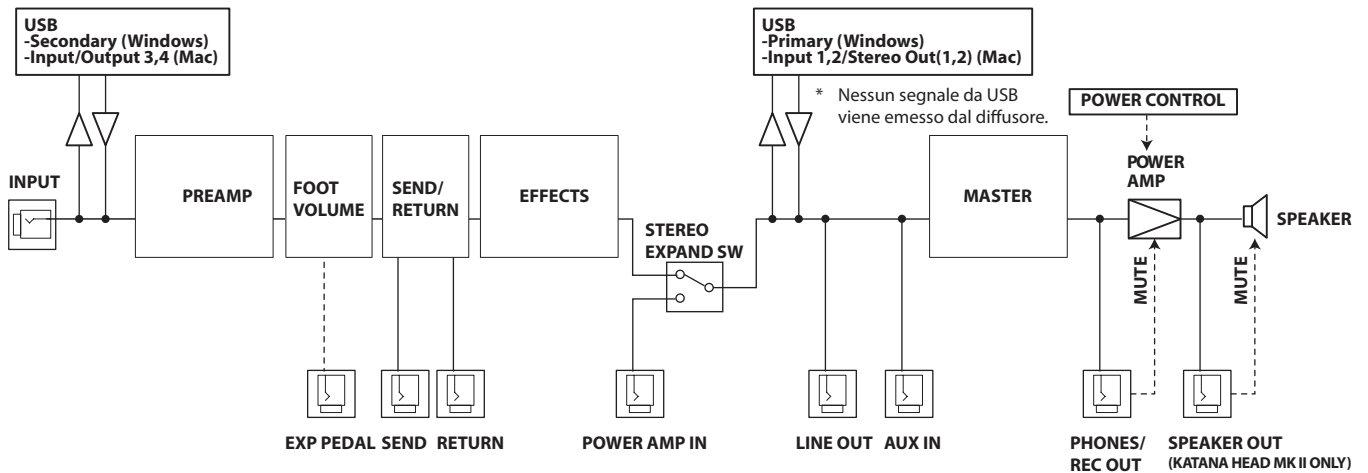 USB
-Secondary (Windows)
-Input/Output 3,4 (Mac)
USB
-Primary (Windows)
-Input 1,2/Stereo Out(1,2) (Mac)
* Nessun segnale da USB
viene emesso dal diffusore.
POWER CONTROL
INPUT
PREAMP
FOOT
VOLUME
SEND/
RETURN
EFFECTS
STEREO
EXPAND SW
MASTER
POWER
AMP
SPEAKER
MUTE
MUTE
EXP PEDAL
SEND
RETURN
POWER AMP IN
LINE OUT
AUX IN
PHONES/
REC OUT
SPEAKER OUT
(KATANA HEAD MK II ONLY)